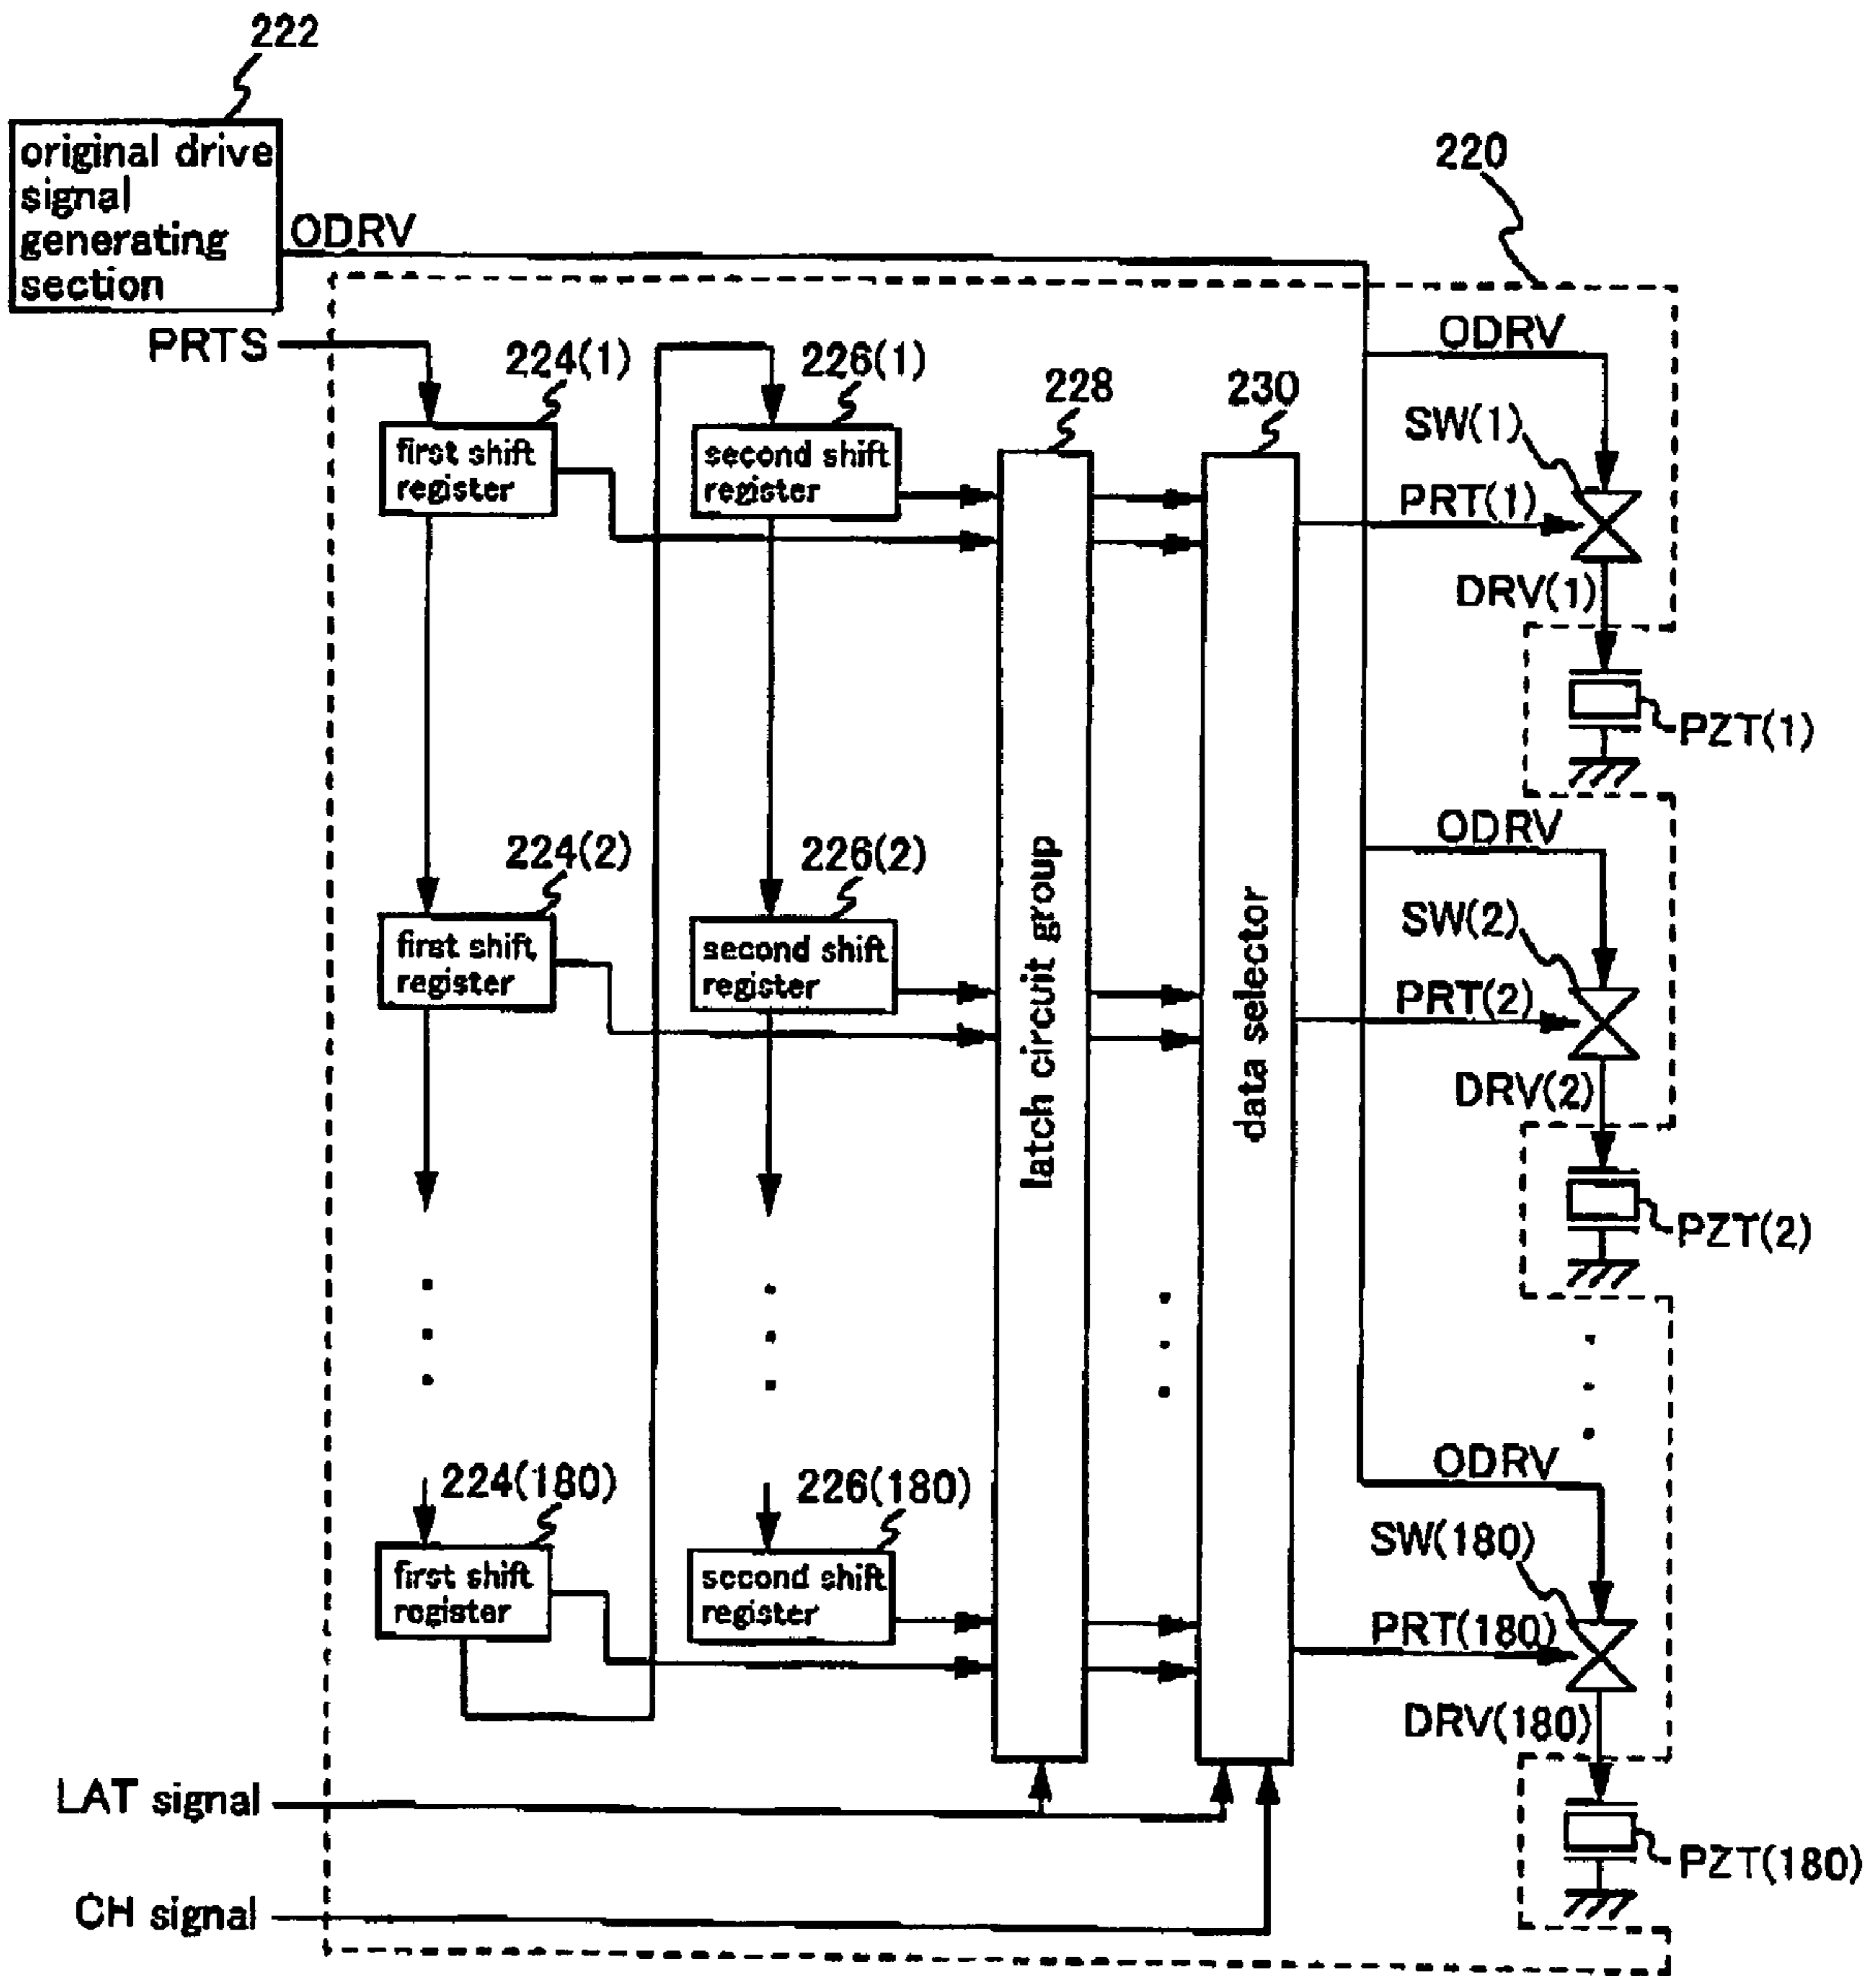 222
original drive
signal
generating
section
ODRV
220
PRTS
ODRV
224(1)
226(1)
228
230
SW(1)
first shift
register
second shift
register
PRT(1)
DRV(1)
PZT(1)
ODRV
224(2)
226(2)
SW(2)
first shift
register
second shift
register
latch circuit group
data selector
PRT(2)
DRV(2)
PZT(2)
ODRV
224(180)
226(180)
SW(180)
first shift
register
second shift
register
PRT(180)
DRV(180)
LAT signal
PZT(180)
CH signal